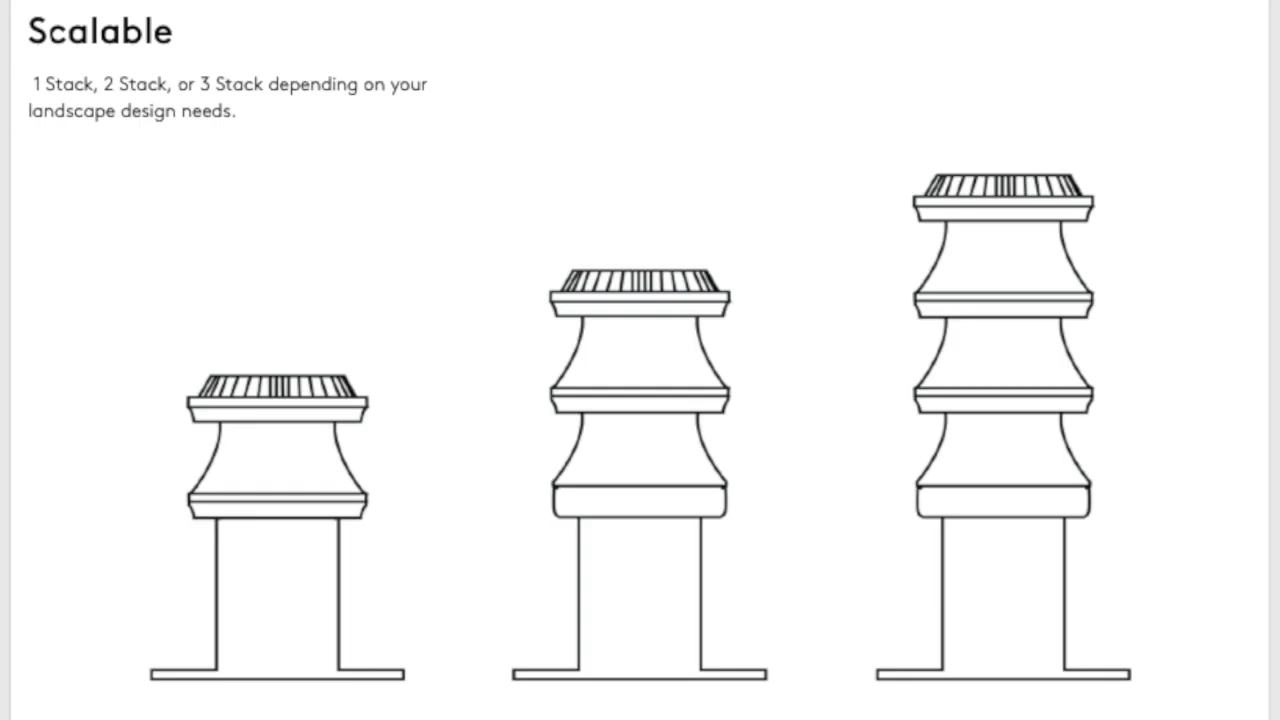 Scalable
1 Stack, 2 Stack, or 3 Stack depending on your
landscape design needs.